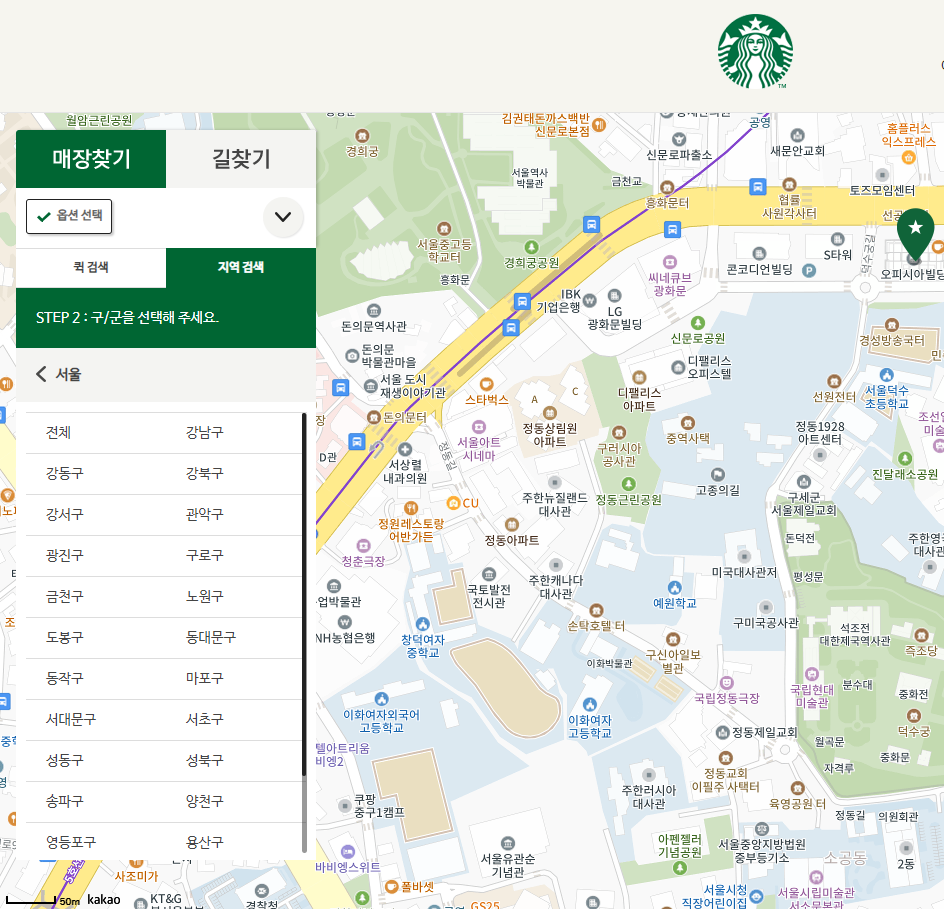 TM
매장찾기
길찾기
옵션 선택
퀵 검색
지역 검색
STEP 2 : 구/군을 선택해 주세요.
서울
전체
강남구
강동구
강북구
강서구
관악구
광진구
구로구
금천구
노원구
도봉구
동대문구
동작구
마포구
서대문구
서초구
성동구
성북구
송파구
양천구
영등포구
용산구
월암근린공원
경희궁
김권태돈까스백반
신문로본점
공영
신문로파출소
새문안교회
홈플러스
익스프레스
서울역사
박물관
금천교
흥화문터
협률
사원각사터
토즈모임센터
서울중고등
학교터
흥화문
경희궁공원
씨네큐브
광화문
콘코디언빌딩
S타워
덕수궁길
오피시아빌딩
IBK
기업은행
LG
광화문빌딩
돈의문역사관
돈의문
박물관마을
신문로공원
경성방송국터
서울 도시
재생이야기관
스타벅스
A
C
디팰리스
오피스텔
디팰리스
아파트
선원전터
서울덕수
초등학교
돈의문터
정동상림원
아파트
서울아트
시네마
정동길
구러시아
공사관
중역사택
정동1928
아트센터
D관
서상렬
내과의원
고종의길
진달래소공원
CU
주한뉴질랜드
대사관
정동근린공원
구세군
서울제일교회
정원레스토랑
어반가든
정동아파트
돈덕전
청춘극장
국토발전
전시관
주한캐나다
대사관
미국대사관저
평성문
예원학교
NH농협은행
창덕여자
중학교
손탁호텔 터
구미국공사관
석조전
대한제국역사관
즉조당
이화박물관
구신아일보
별관
국립정동극장
국립현대
미술관
분수대
중화전
이화여자외국어
고등학교
이화여자
고등학교
덕수궁
정동제일교회
월곡문
중화문
자격루
정동교회
이필주 사택터
주한러시아
대사관
육영공원 터
쿠팡
중구1캠프
정동길
의원회관
아펜젤러
기념공원
서울중앙지방법원
중부등기소
소공동
2동
서울유관순
기념관
바비엥스위트
사조미가
폴바셋
서울시청
직장어린이집
서울시립미술관
KT&G
경찰청
GS25
50m
kakao